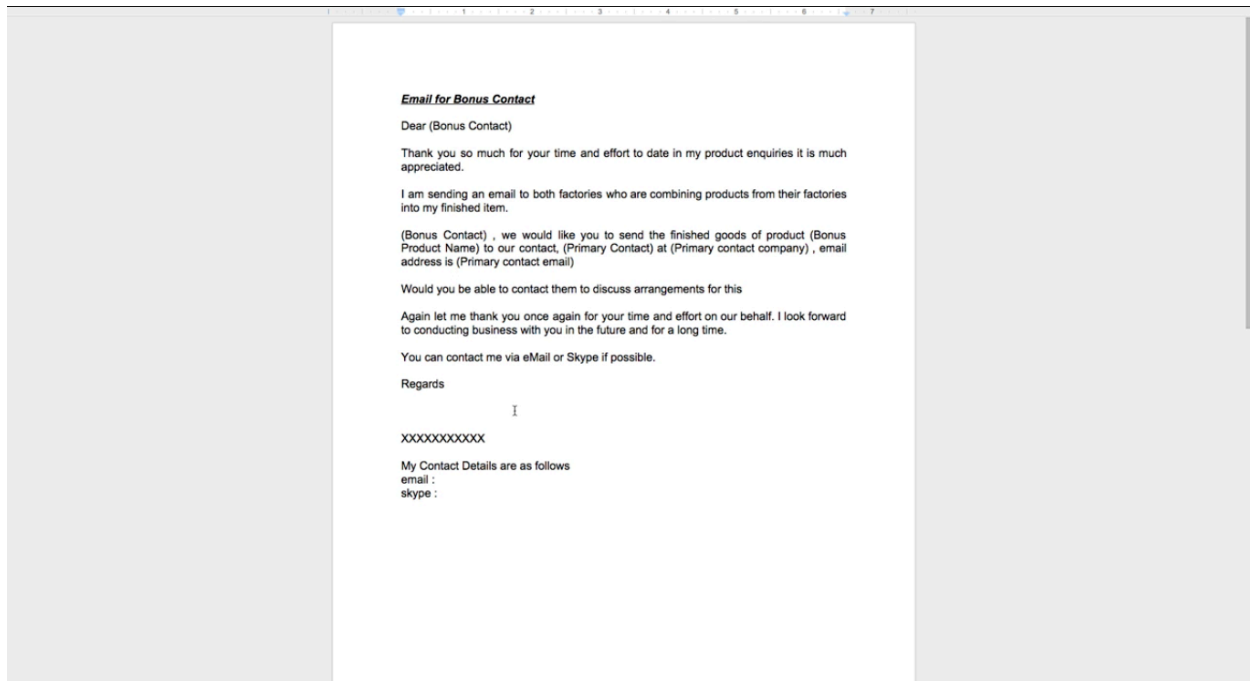 1 2 3 4 5 6 7
Email for Bonus Contact
Dear (Bonus Contact)
Thank you so much for your time and effort to date in my product enquiries it is much
appreciated.
I am sending an email to both factories who are combining products from their factories
into my finished item.
(Bonus Contact) , we would like you to send the finished goods of product (Bonus
Product Name) to our contact, (Primary Contact) at (Primary contact company) , email
address is (Primary contact email)
Would you be able to contact them to discuss arrangements for this
Again let me thank you once again for your time and effort on our behalf. I look forward
to conducting business with you in the future and for a long time.
You can contact me via eMail or Skype if possible.
Regards
XXXXXXXXXXX
My Contact Details are as follows
email :
skype :